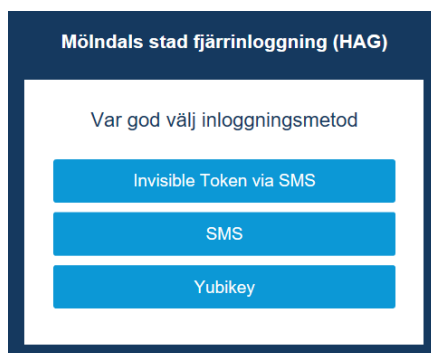 Mölndals stad fjärrinloggning (HAG)
Var god välj inloggningsmetod
Invisible Token via SMS
SMS
Yubikey